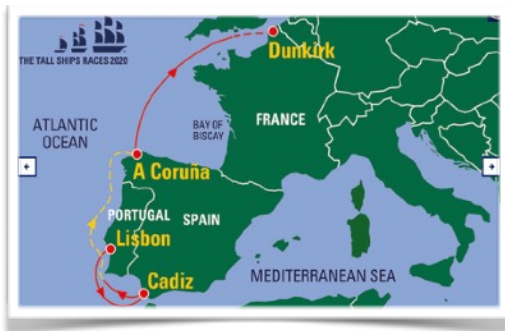 THE TALL SHIPS RACES 2020
Dunkirk
ATLANTIC
OCEAN
BAY OF
BISCAY
FRANCE
A Coruña
PORTUGAL
SPAIN
Lisbon
Cadiz
MEDITERRANEAN SEA